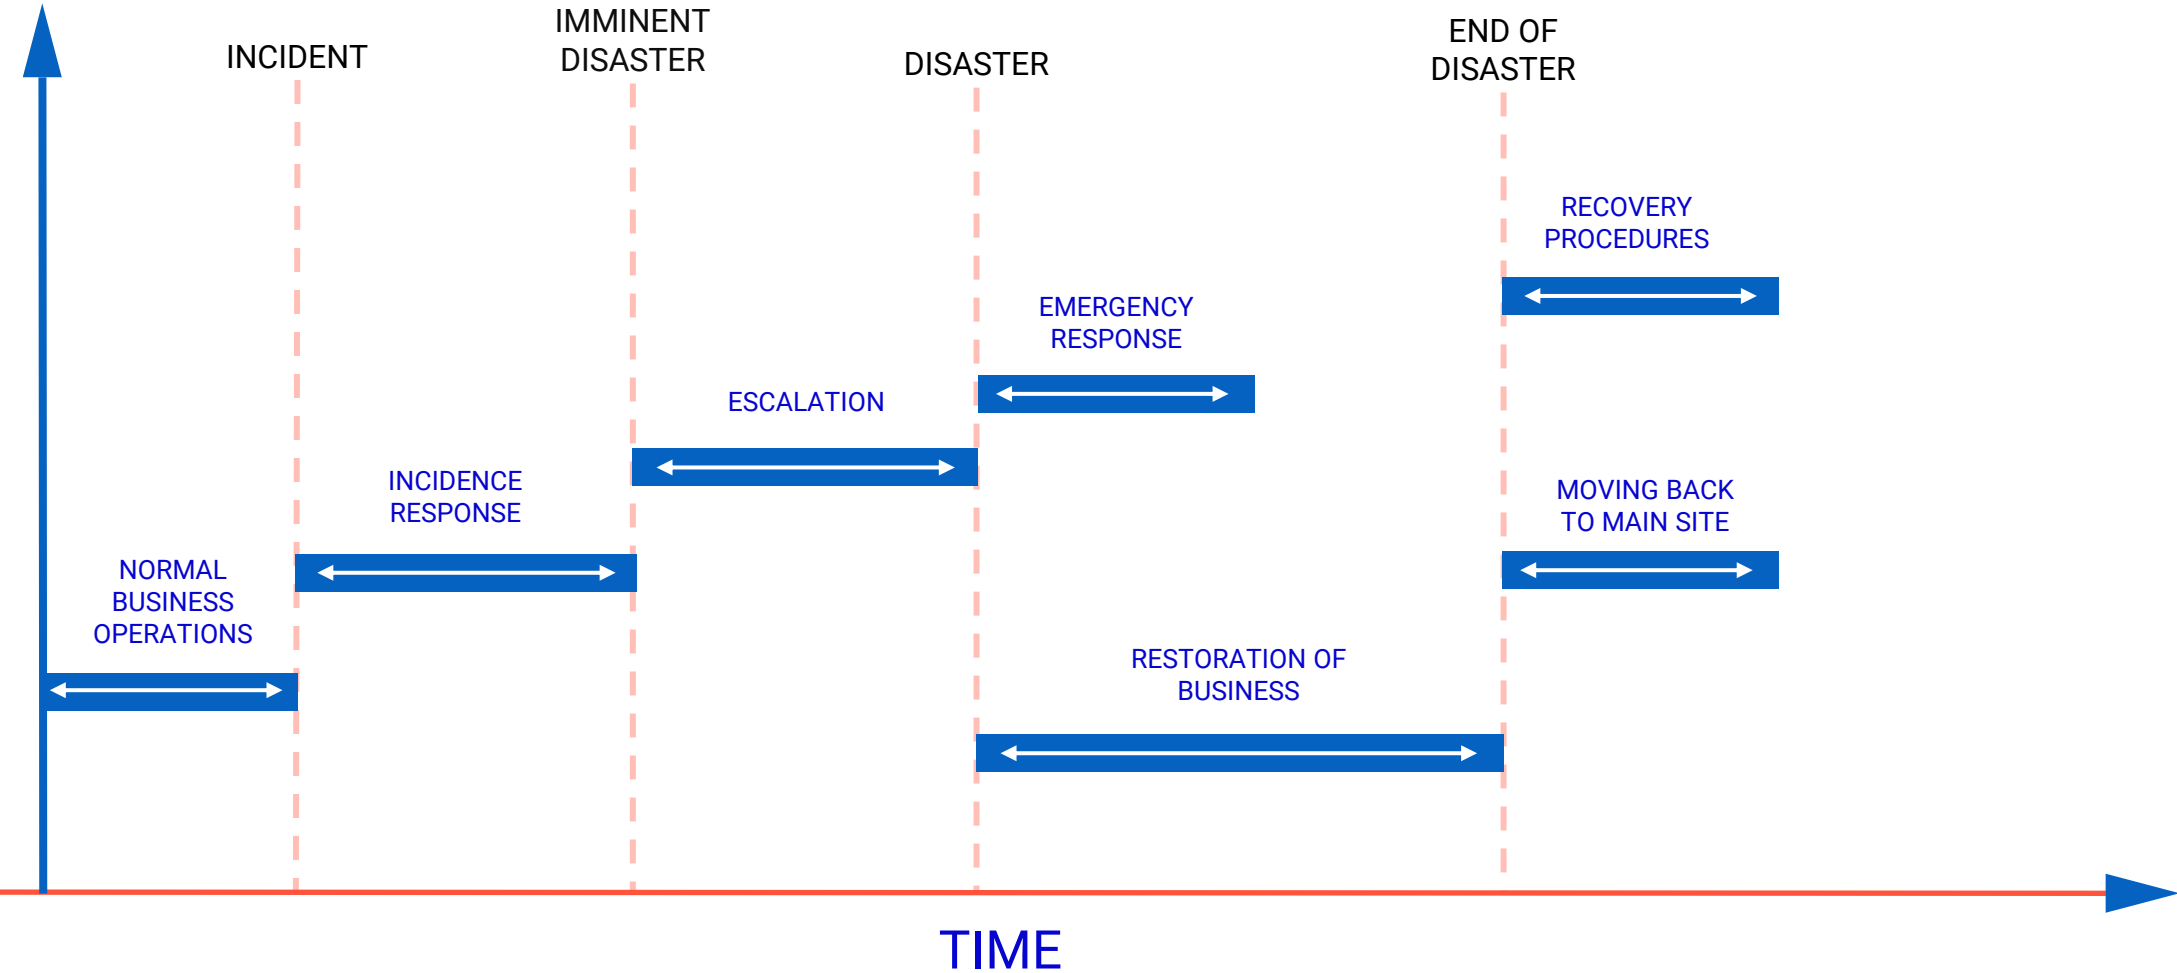 INCIDENT
IMMINENT
DISASTER
DISASTER
END OF
DISASTER
NORMAL
BUSINESS
OPERATIONS
INCIDENCE
RESPONSE
ESCALATION
EMERGENCY
RESPONSE
RESTORATION OF
BUSINESS
RECOVERY
PROCEDURES
MOVING BACK
TO MAIN SITE
TIME